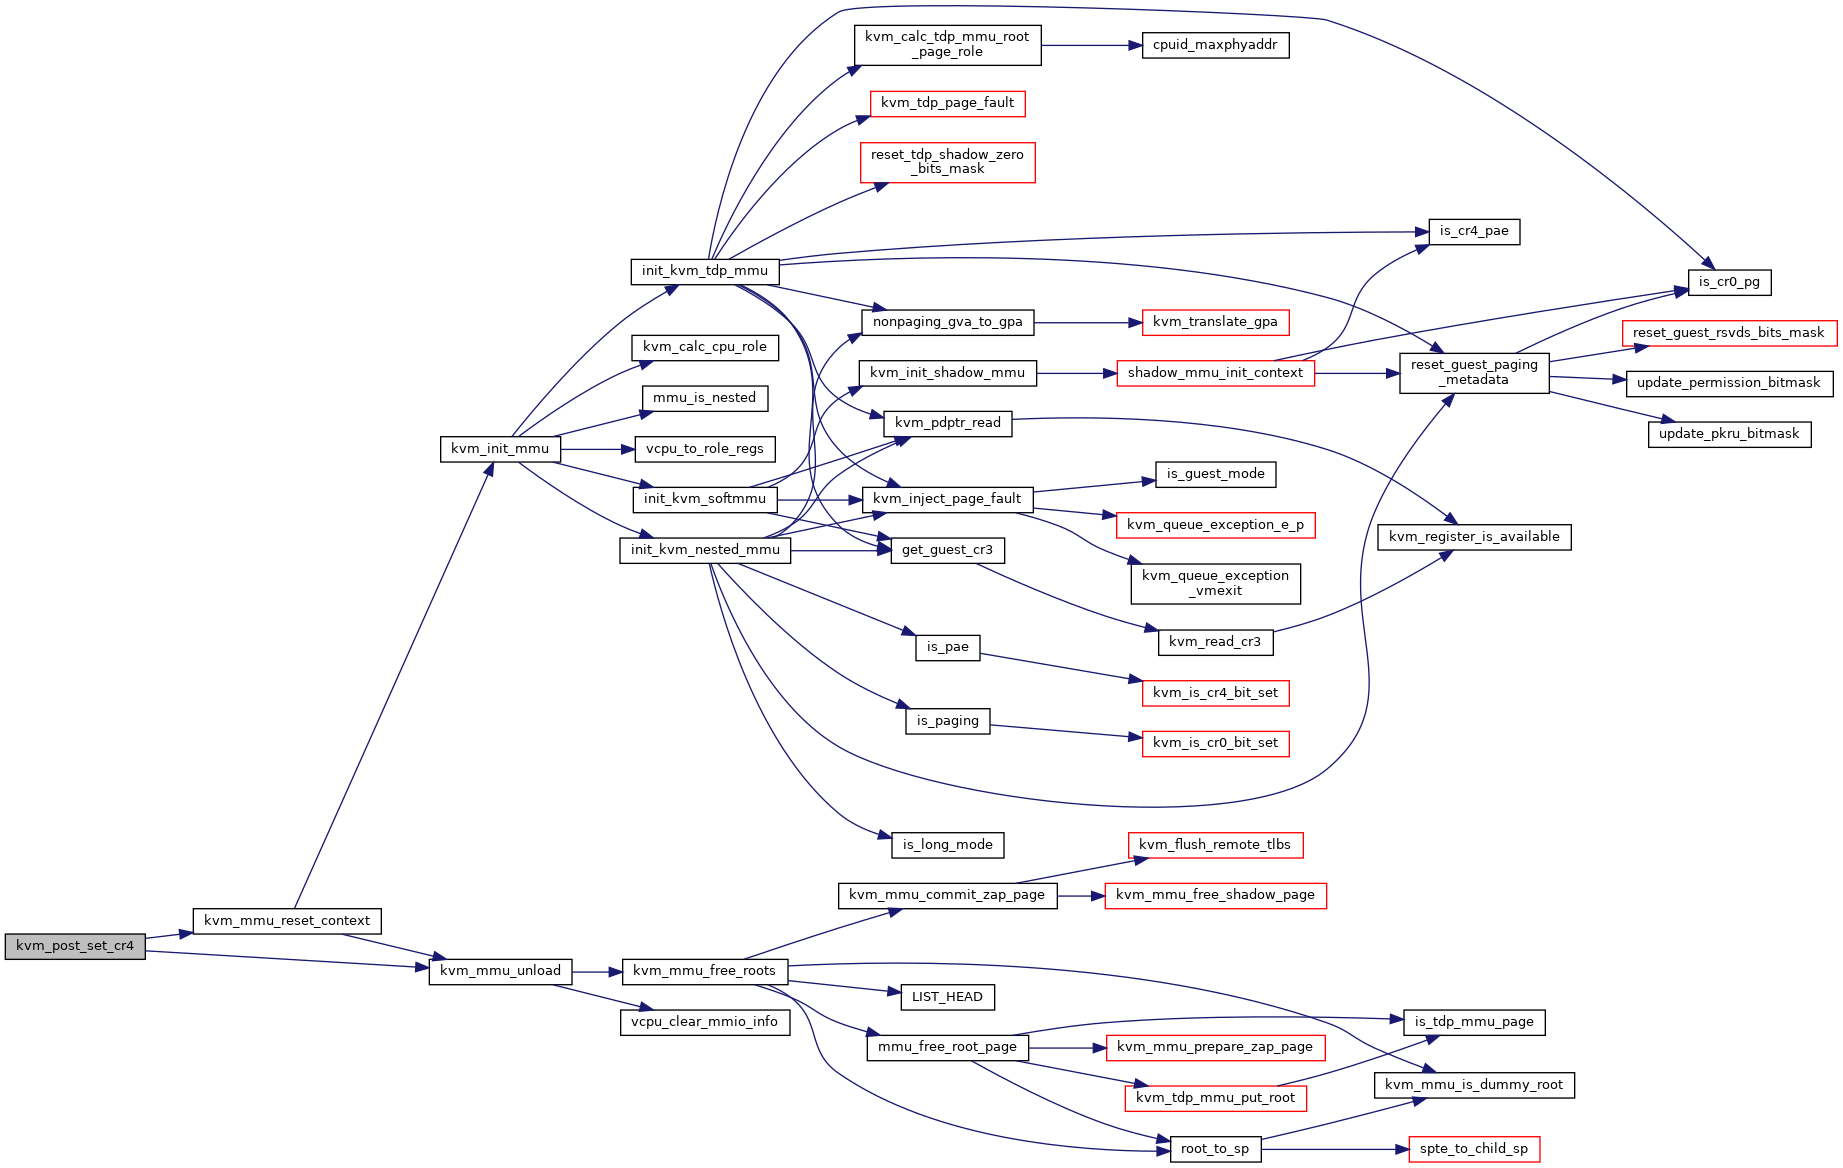 kvm_calc_tdp_mmu_root
_page_role
cpuid_maxphyaddr
kvm_tdp_page_fault
reset_tdp_shadow_zero
_bits_mask
is_cr4_pae
init_kvm_tdp_mmu
is_cr0_pg
nonpaging_gva_to_gpa
kvm_translate_gpa
reset_guest_rsvds_bits_mask
kvm_calc_cpu_role
kvm_init_shadow_mmu
shadow_mmu_init_context
reset_guest_paging
_metadata
update_permission_bitmask
mmu_is_nested
kvm_pdptr_read
update_pkru_bitmask
kvm_init_mmu
vcpu_to_role_regs
is_guest_mode
init_kvm_softmmu
kvm_inject_page_fault
kvm_queue_exception_e_p
kvm_register_is_available
init_kvm_nested_mmu
get_guest_cr3
kvm_queue_exception
_vmexit
is_pae
kvm_read_cr3
kvm_is_cr4_bit_set
is_paging
kvm_is_cr0_bit_set
is_long_mode
kvm_flush_remote_tlbs
kvm_mmu_commit_zap_page
kvm_mmu_free_shadow_page
kvm_mmu_reset_context
kvm_post_set_cr4
kvm_mmu_unload
kvm_mmu_free_roots
LIST_HEAD
vcpu_clear_mmio_info
is_tdp_mmu_page
mmu_free_root_page
kvm_mmu_prepare_zap_page
kvm_mmu_is_dummy_root
kvm_tdp_mmu_put_root
root_to_sp
spte_to_child_sp